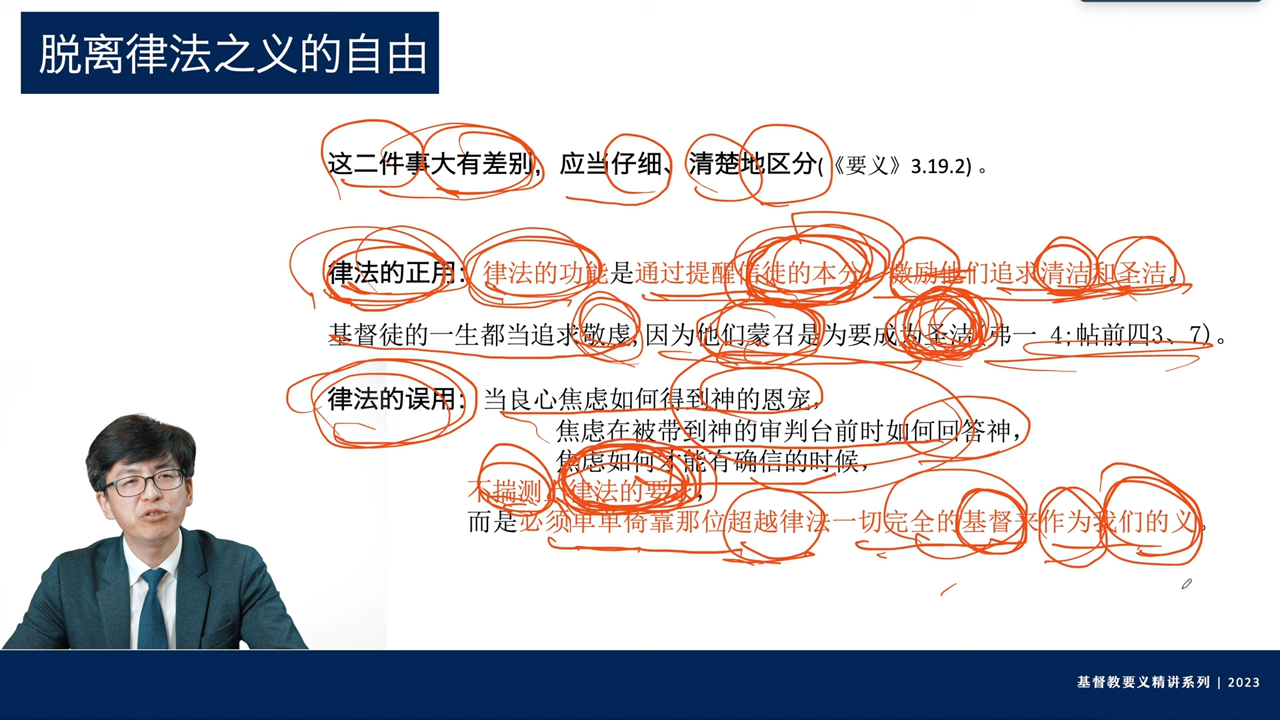 脱离律法之义的自由
这二件事大有差别，应当仔细、清楚地区分(《要义》3.19.2) 。
律法的正用：律法的功能是通过提醒信徒的本分，激励他们追求清洁和圣洁。
基督徒的一生都当追求敬虔,因为他们蒙召是为要成为圣洁(弗一 4;帖前四3、7) 。
律法的误用：当良心焦虑如何得到神的恩宠，
焦虑在被带到神的审判台前时如何回答神，
焦虑如何才能有确信的时候，
不揣测 律法的要求，
而是必须单单倚靠那位超越律法一切完全的基督来作为我们的义。
基督教要义精讲系列 | 2023